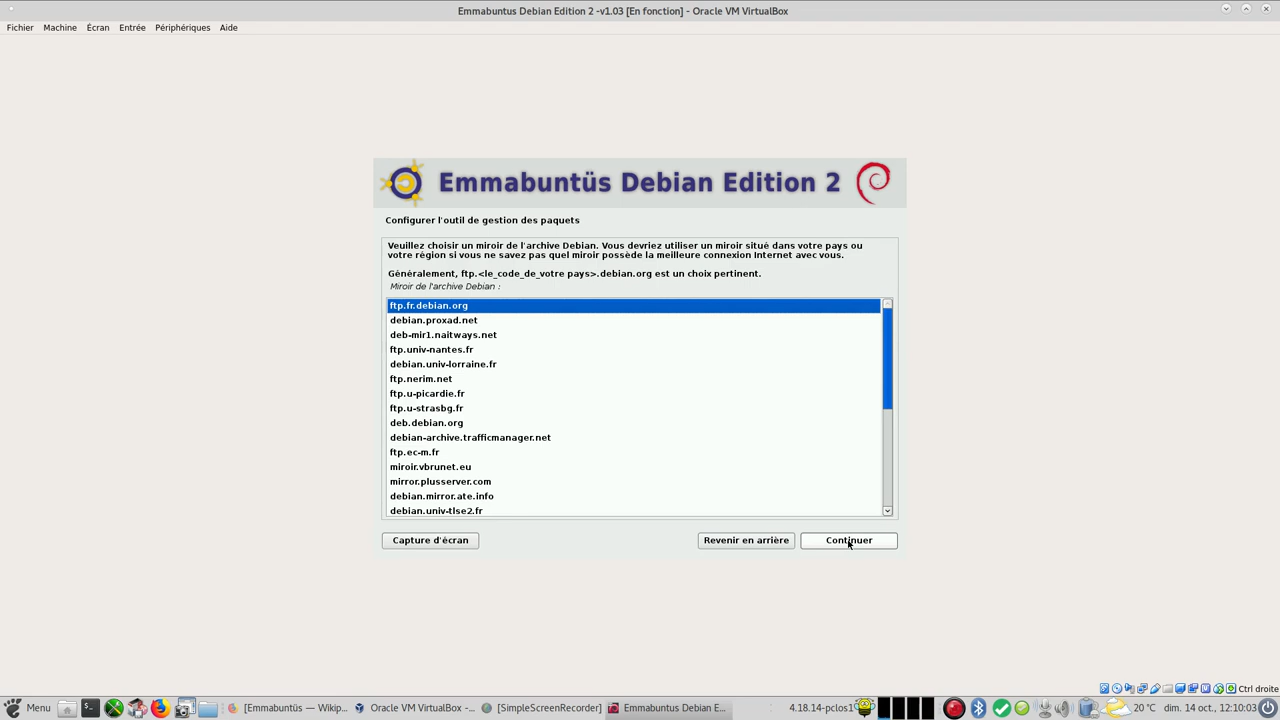 Emmabuntus Debian Edition 2 -v1.03 [En fonction] - Oracle VM VirtualBox
Fichier Machine Écran Entrée Périphériques Aide
Emmabuntüs Debian Edition 2
Configurer l'outil de gestion des paquets
Veuillez choisir un miroir de l'archive Debian. Vous devriez utiliser un miroir situé dans votre pays ou
votre région si vous ne savez pas quel miroir possède la meilleure connexion Internet avec vous.
Généralement, ftp.<le_code_de_votre pays>.debian.org est un choix pertinent.
Miroir de l'archive Debian :
ftp.fr.debian.org
debian.proxad.net
deb-mir1.naitways.net
ftp.univ-nantes.fr
debian.univ-lorraine.fr
ftp.nerim.net
ftp.u-picardie.fr
ftp.u-strasbg.fr
deb.debian.org
debian-archive.trafficmanager.net
ftp.ec-m.fr
miroir.vbrunet.eu
mirror.plusserver.com
debian.mirror.ate.info
debian.univ-tlse2.fr
Capture d'écran Revenir en arrière Continuer
Ctrl droite
Menu [Emmabuntüs — Wikip... Oracle VM VirtualBox -... [SimpleScreenRecorder] Emmabuntus Debian E... 4.18.14-pclos1 20 °C dim. 14 oct., 12:10:03